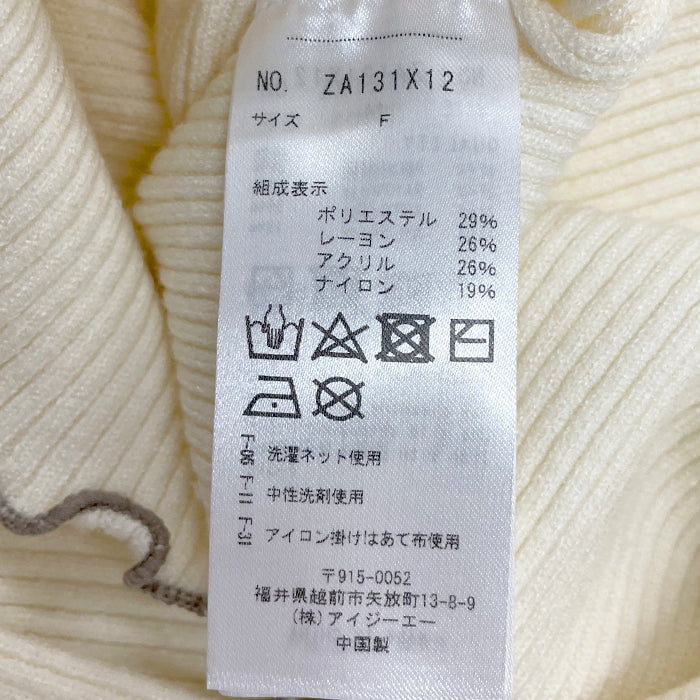 NO. ZA131X12
サイズ F
組成表示
ポリエステル 29%
レーヨン 26%
アクリル 26%
ナイロン 19%
F-06 F-11 F-31
洗濯ネット使用
中性洗剤使用
アイロン掛けはあて布使用
〒915-0052
福井県越前市矢放町13-8-9
(株)アイジーエー
中国製